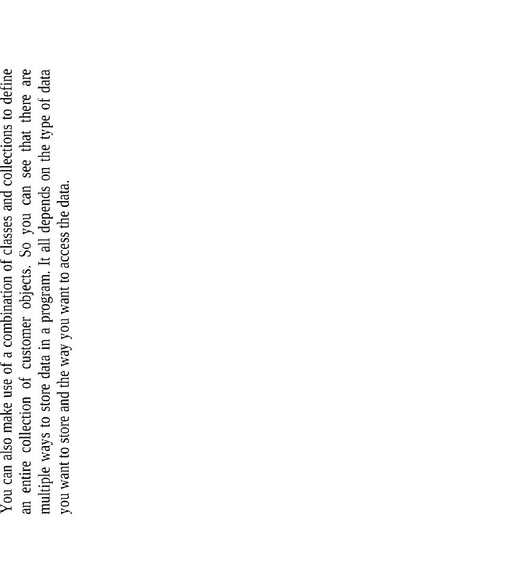 You can also make use of a combination of classes and collections to define
an entire collection of customer objects. So you can see that there are
multiple ways to store data in a program. It all depends on the type of data
you want to store and the way you want to access the data.